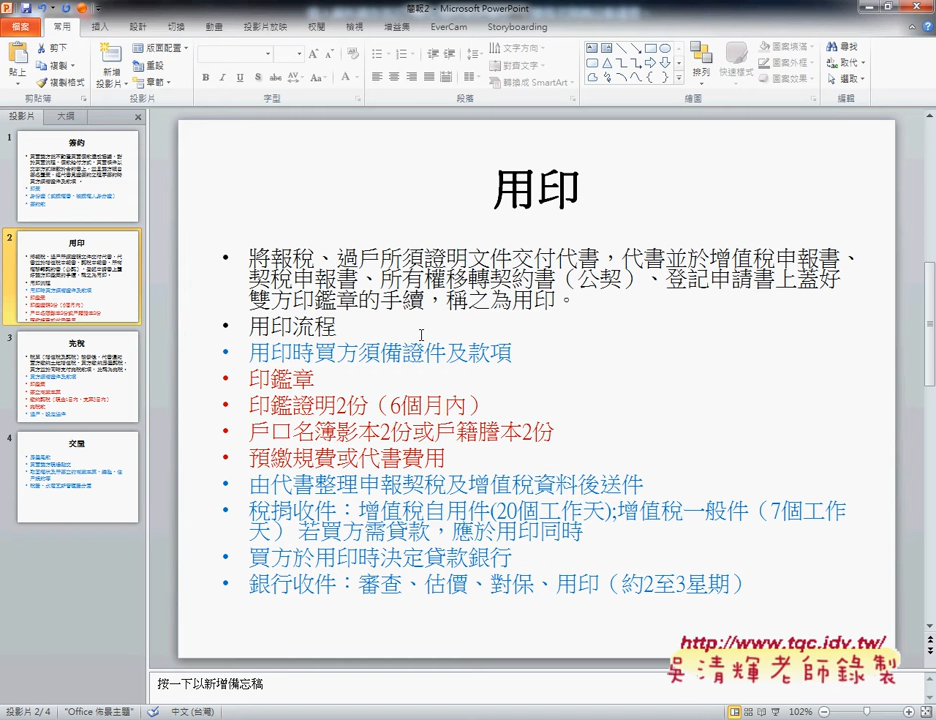 簡報2 - Microsoft PowerPoint
檔案 常用 插入 設計 切換 動畫 投影片放映 校閱 檢視 增益集 EverCam Storyboarding
貼上 剪下 複製 複製格式 剪貼簿
新增投影片 版面配置 重設 章節 投影片
字型
文字方向 對齊文字 轉換成 SmartArt 段落
排列 快速樣式 圖案填滿 圖案外框 圖案效果 繪圖
尋找 取代 選取 編輯
投影片 大綱
1
簽約
2
用印
3
完稅
4
交屋
用印
• 將報稅、過戶所須證明文件交付代書，代書並於增值稅申報書、
契稅申報書、所有權移轉契約書（公契）、登記申請書上蓋好
雙方印鑑章的手續，稱之為用印。
• 用印流程
• 用印時買方須備證件及款項
• 印鑑章
• 印鑑證明2份（6個月內）
• 戶口名簿影本2份或戶籍謄本2份
• 預繳規費或代書費用
• 由代書整理申報契稅及增值稅資料後送件
• 稅捐收件：增值稅自用件(20個工作天);增值稅一般件（7個工作
天） 若買方需貸款，應於用印同時
• 買方於用印時決定貸款銀行
• 銀行收件：審查、估價、對保、用印（約2至3星期）
http://www.tqc.idv.tw/
吳清輝老師錄製
按一下以新增備忘稿
投影片 2/4 "Office 佈景主題" 中文 (台灣) 102%